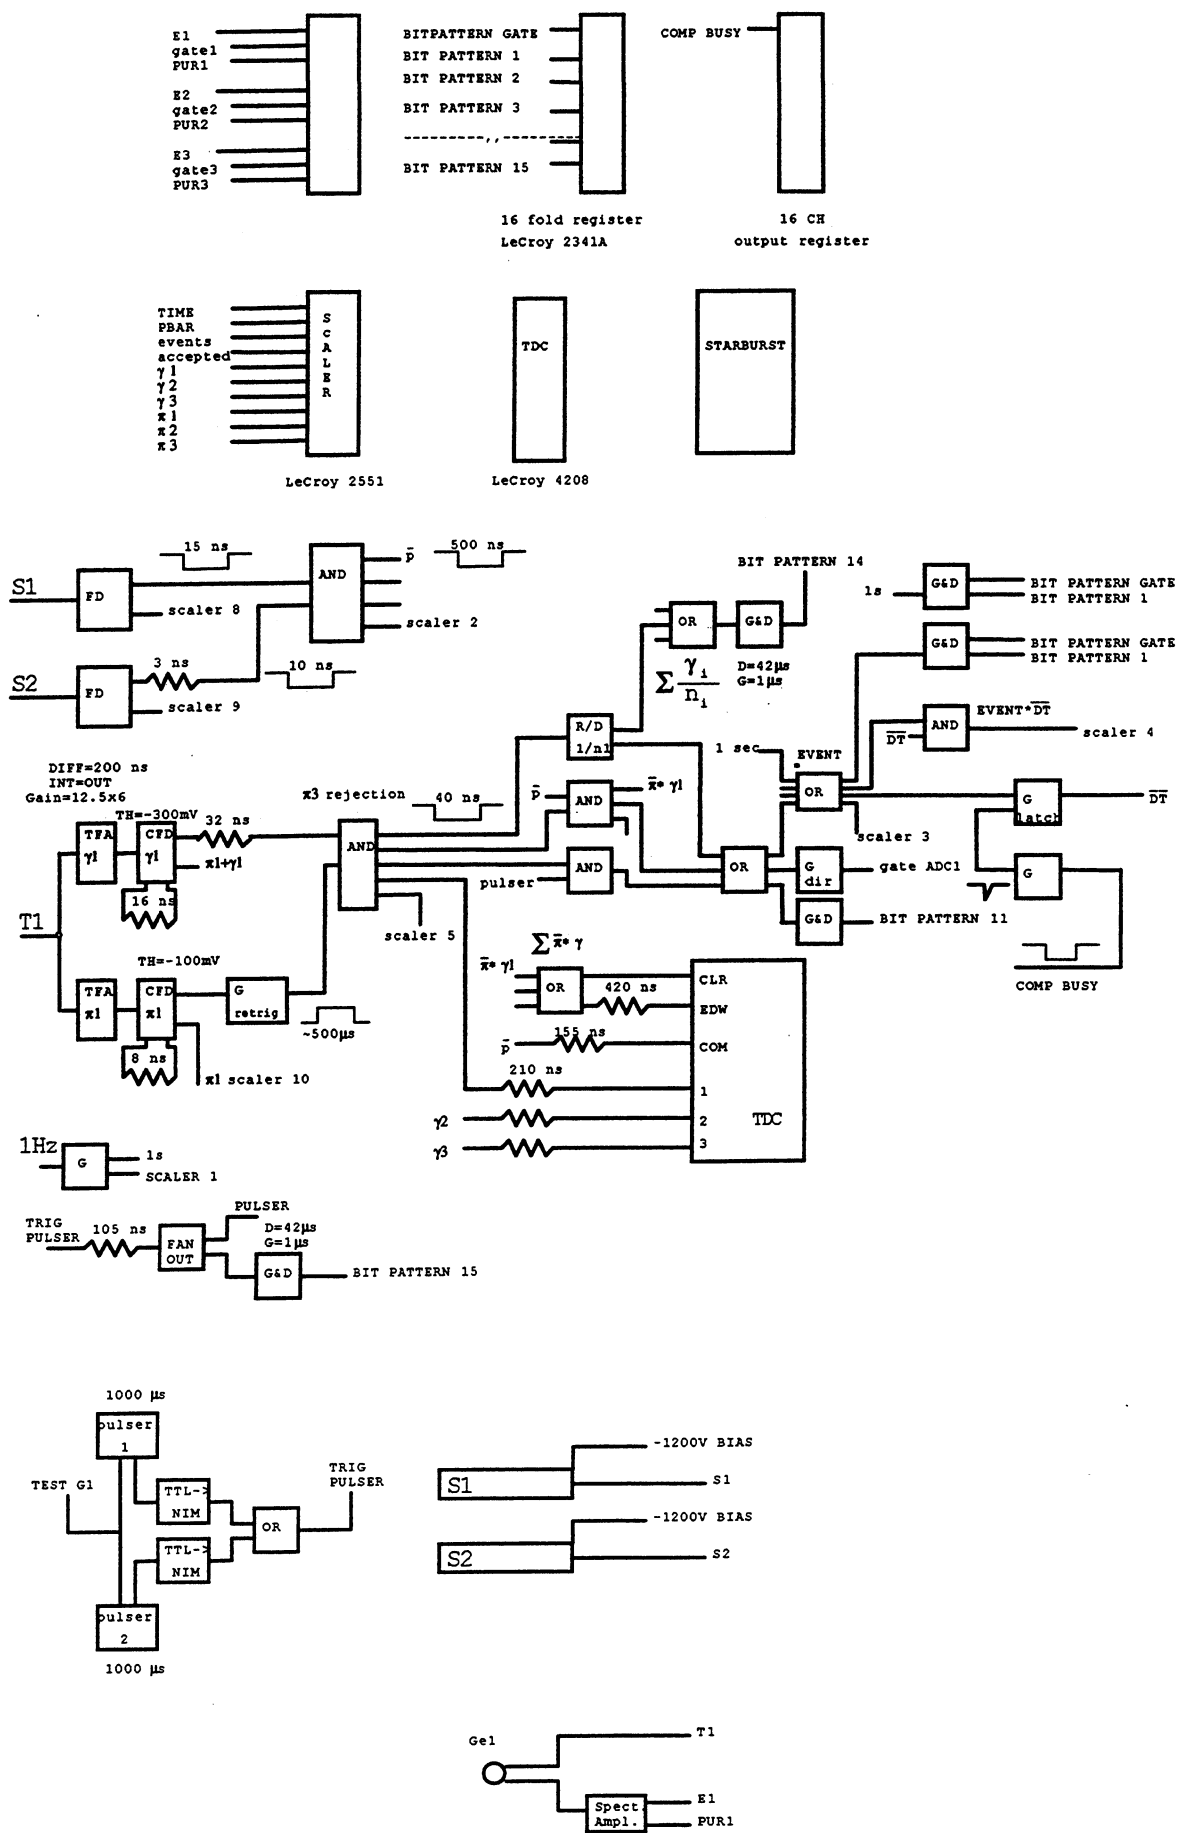 E1
gate1
PUR1
E2
gate2
PUR2
E3
gate3
PUR3
BITPATTERN GATE
BIT PATTERN 1
BIT PATTERN 2
BIT PATTERN 3
---------,,--------
BIT PATTERN 15
16 fold register
LeCroy 2341A
COMP BUSY
16 CH
output register
TIME
PBAR
events
accepted
γ1
γ2
γ3
π1
π2
π3
SCALER
LeCroy 2551
TDC
LeCroy 4208
STARBURST
S1
FD
15 ns
scaler 8
AND
p̄
500 ns
scaler 2
S2
FD
3 ns
scaler 9
10 ns
BIT PATTERN 14
OR
G&D
Σ γi/ni
D=42μs
G=1μs
1s
G&D
BIT PATTERN GATE
BIT PATTERN 1
G&D
BIT PATTERN GATE
BIT PATTERN 1
R/D
1/n1
1 sec
EVENT
OR
D̅T̅
AND
EVENT*D̅T̅
scaler 4
scaler 3
G
latch
D̅T̅
G
COMP BUSY
DIFF=200 ns
INT=OUT
Gain=12.5x6
TH=-300mV
TFA
γ1
CFD
γ1
32 ns
π1+γ1
16 ns
T1
π3 rejection
40 ns
AND
scaler 5
p̄
AND
π̄* γ1
pulser
AND
OR
G
dir
gate ADC1
G&D
BIT PATTERN 11
TH=-100mV
TFA
π1
CFD
π1
8 ns
π1 scaler 10
G
retrig
~500μs
Σ π̄* γ
π̄* γ1
OR
420 ns
p̄
155 ns
210 ns
γ2
γ3
CLR
EDW
COM
1
2
3
TDC
1Hz
G
1s
SCALER 1
TRIG
PULSER
105 ns
FAN
OUT
PULSER
D=42μs
G=1μs
G&D
BIT PATTERN 15
1000 μs
pulser
1
TEST G1
TTL->
NIM
TTL->
NIM
OR
TRIG
PULSER
pulser
2
1000 μs
S1
-1200V BIAS
S1
S2
-1200V BIAS
S2
Ge1
T1
Spect.
Ampl.
E1
PUR1